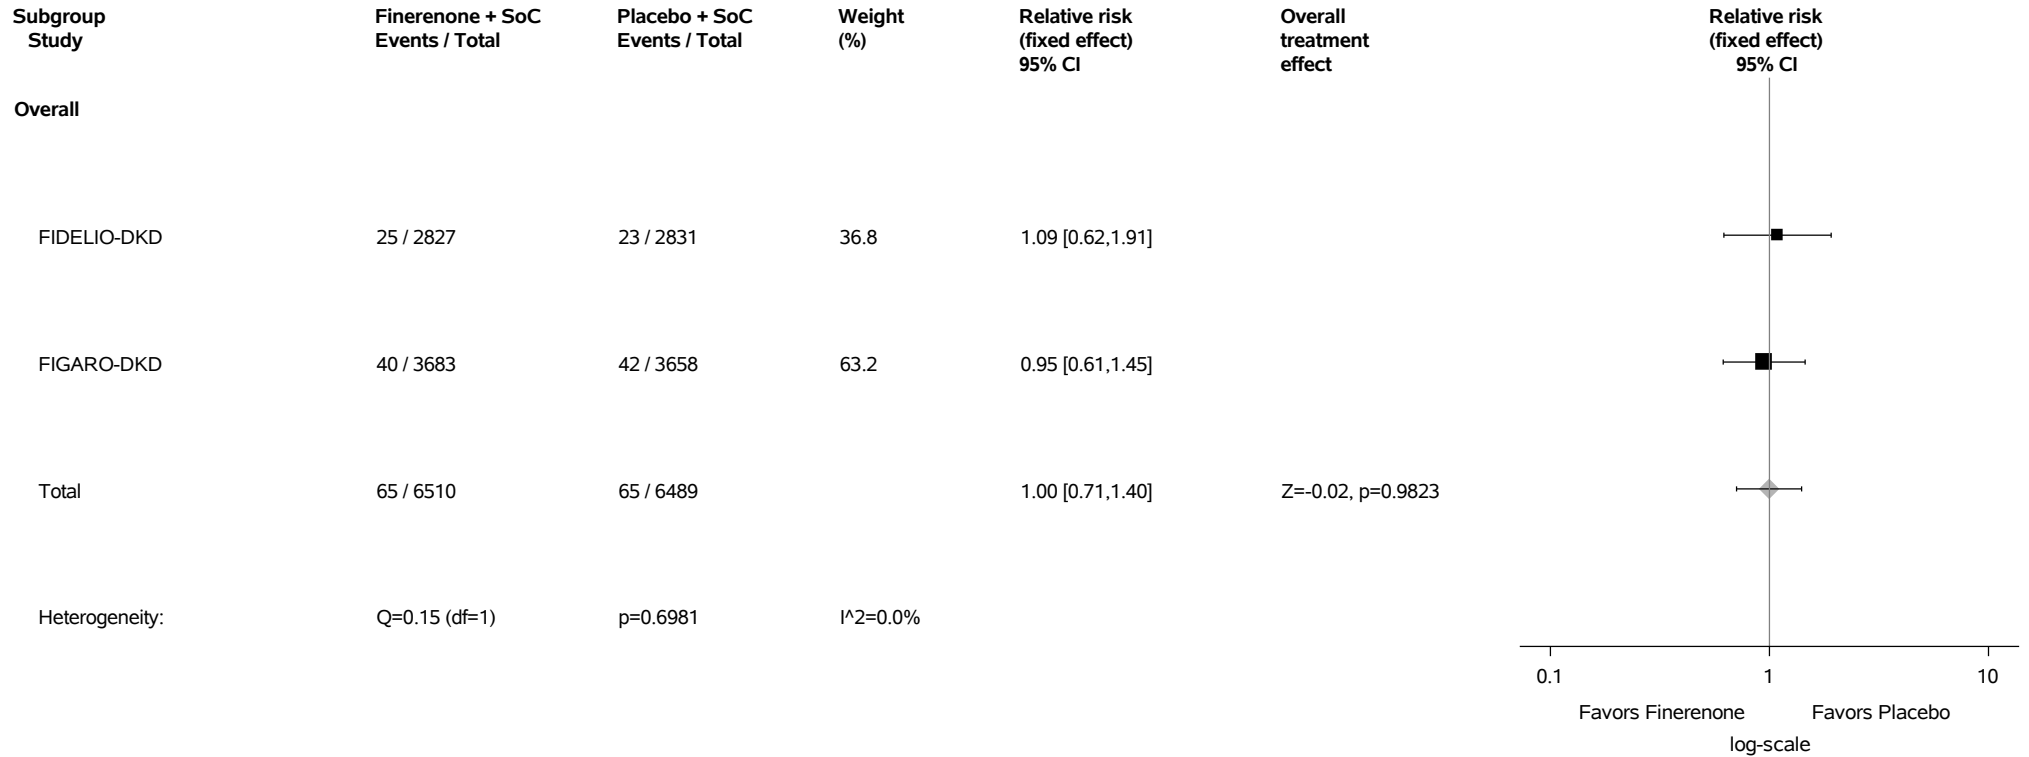 Subgroup Finerenone + SoC Placebo + SoC Weight Relative risk Overall Relative risk
Study Events / Total Events / Total (%) (fixed effect) treatment (fixed effect)
95% CI effect 95% CI
Overall
FIDELIO-DKD 25 / 2827 23 / 2831 36.8 1.09 [0.62,1.91]
FIGARO-DKD 40 / 3683 42 / 3658 63.2 0.95 [0.61,1.45]
Total 65 / 6510 65 / 6489 1.00 [0.71,1.40] Z=-0.02, p=0.9823
Heterogeneity: Q=0.15 (df=1) p=0.6981 I^2=0.0%
0.1 1 10
Favors Finerenone Favors Placebo
log-scale